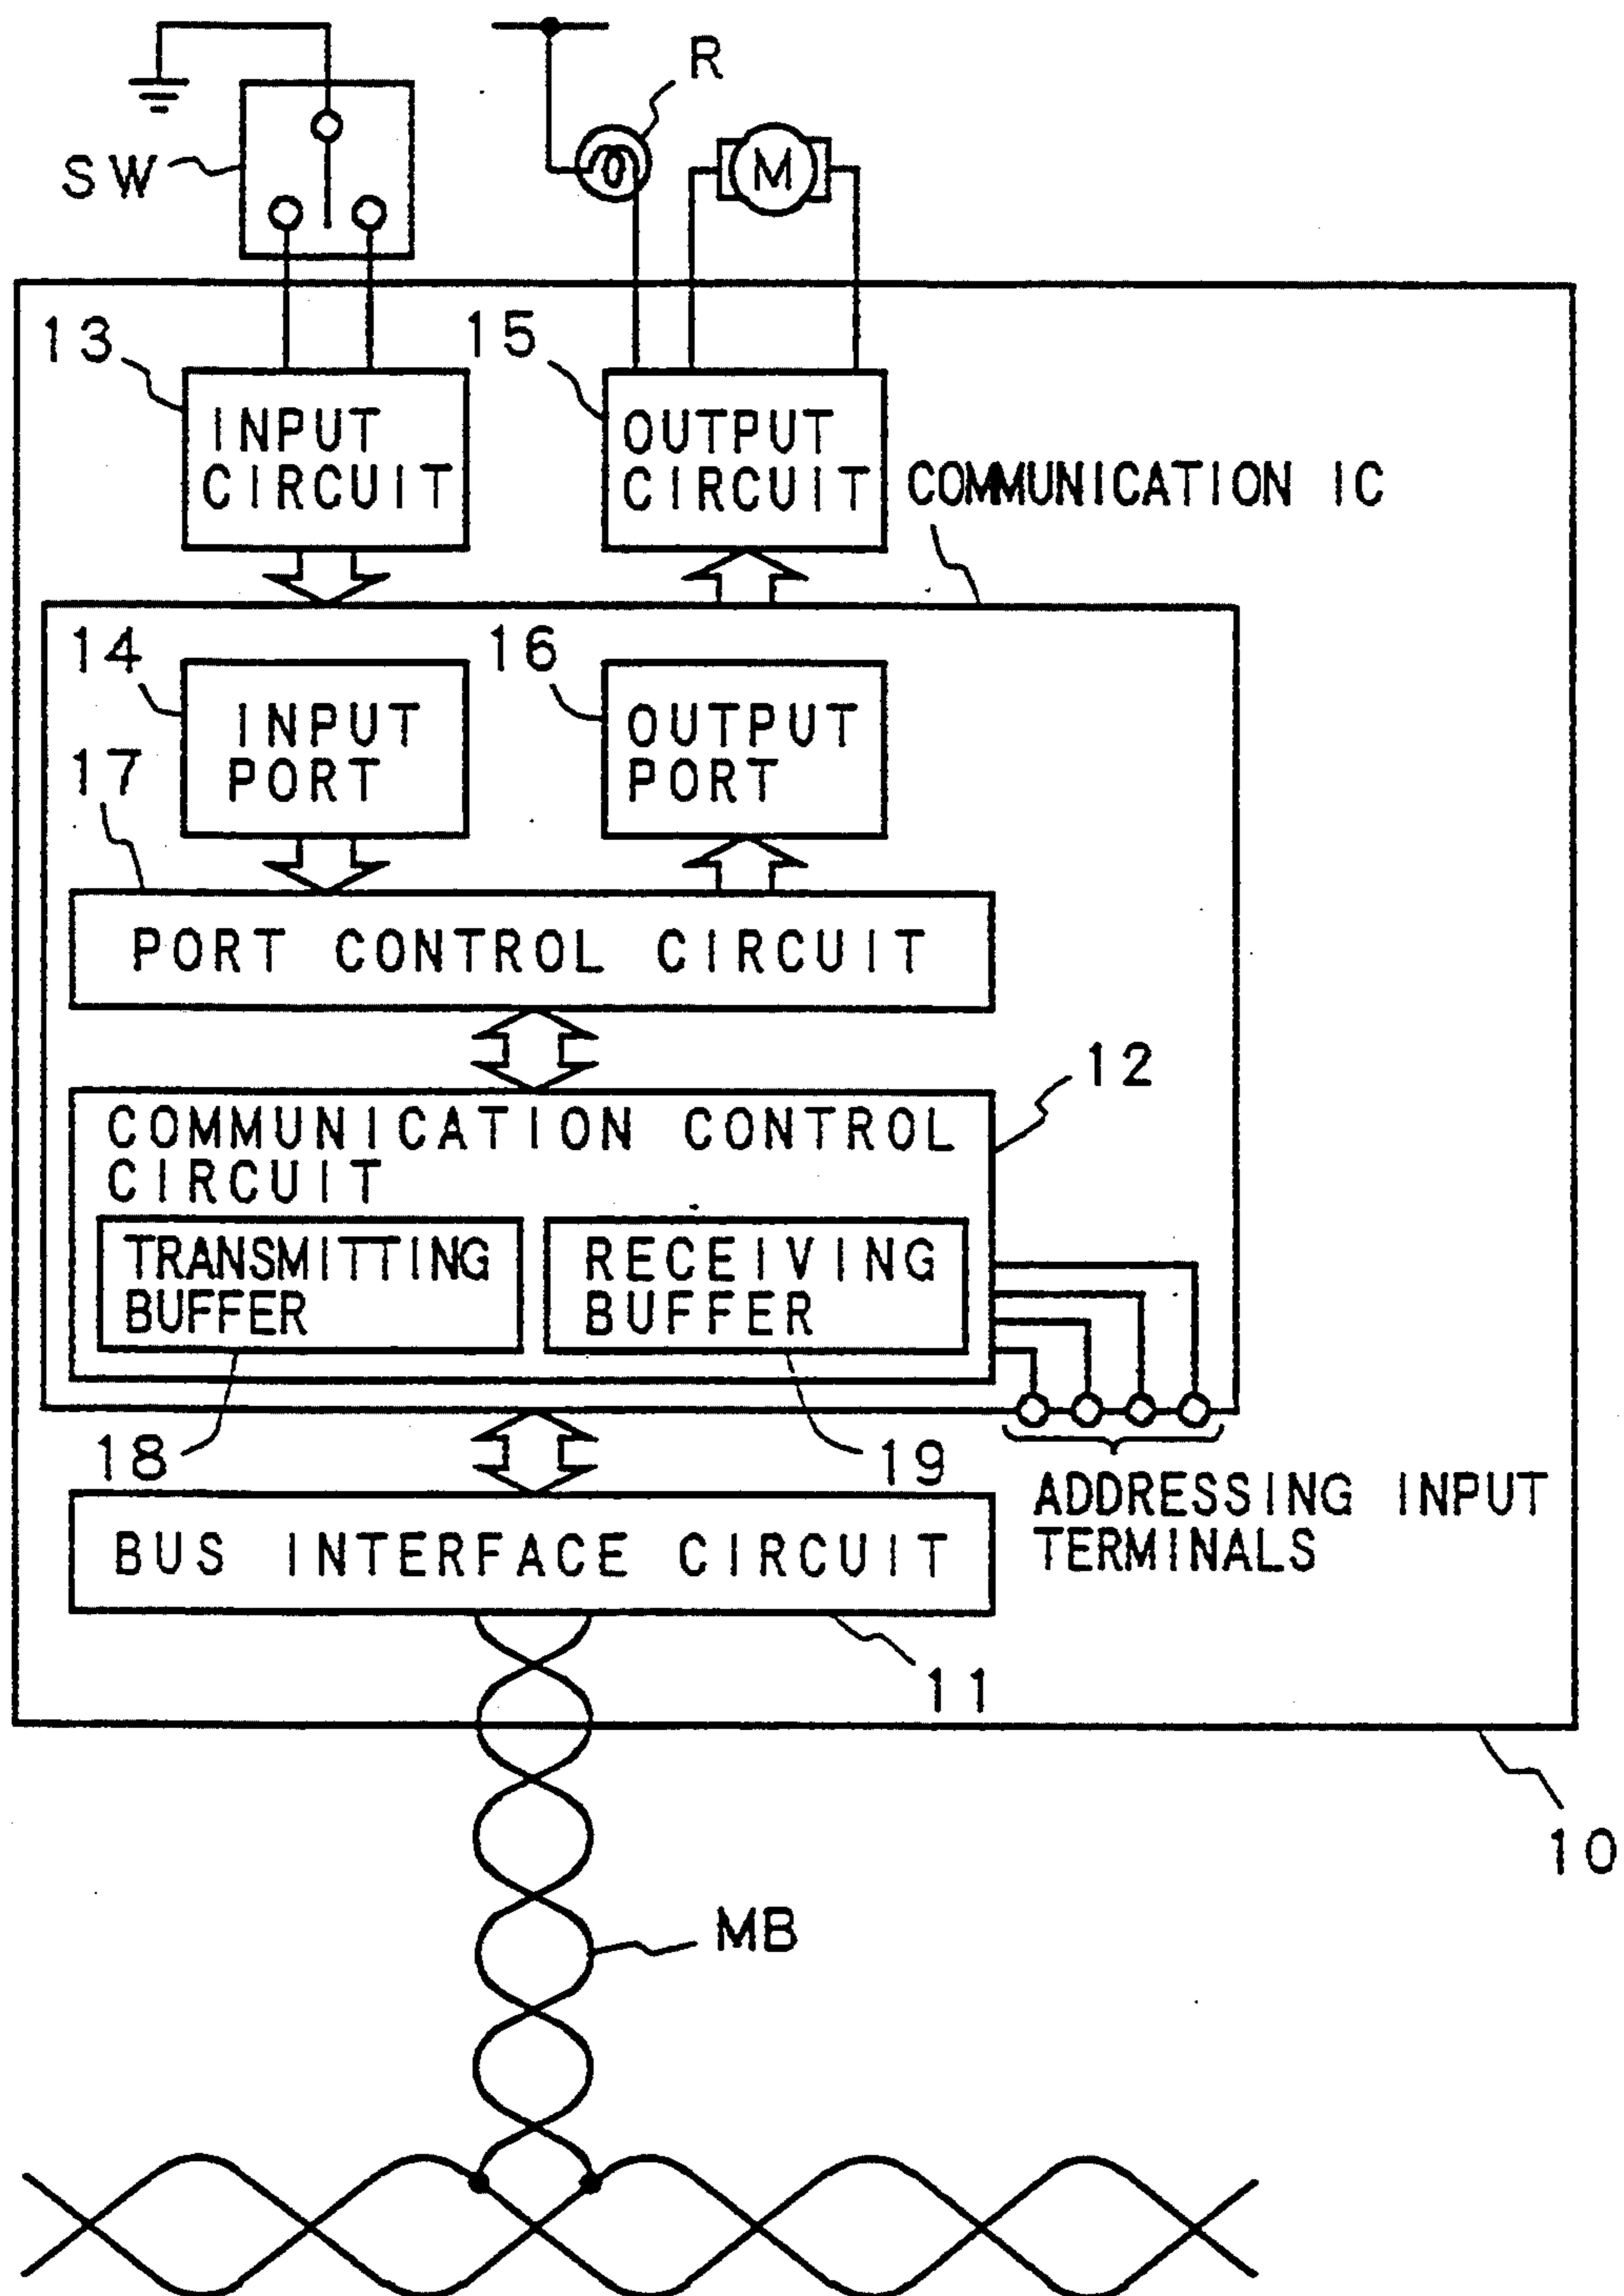 R
SW
M
13
15
INPUT
CIRCUIT
OUTPUT
CIRCUIT
COMMUNICATION IC
14
16
INPUT
PORT
OUTPUT
PORT
17
PORT CONTROL CIRCUIT
12
COMMUNICATION CONTROL
CIRCUIT
TRANSMITTING
BUFFER
RECEIVING
BUFFER
18
19
ADDRESSING INPUT
TERMINALS
BUS INTERFACE CIRCUIT
11
10
MB